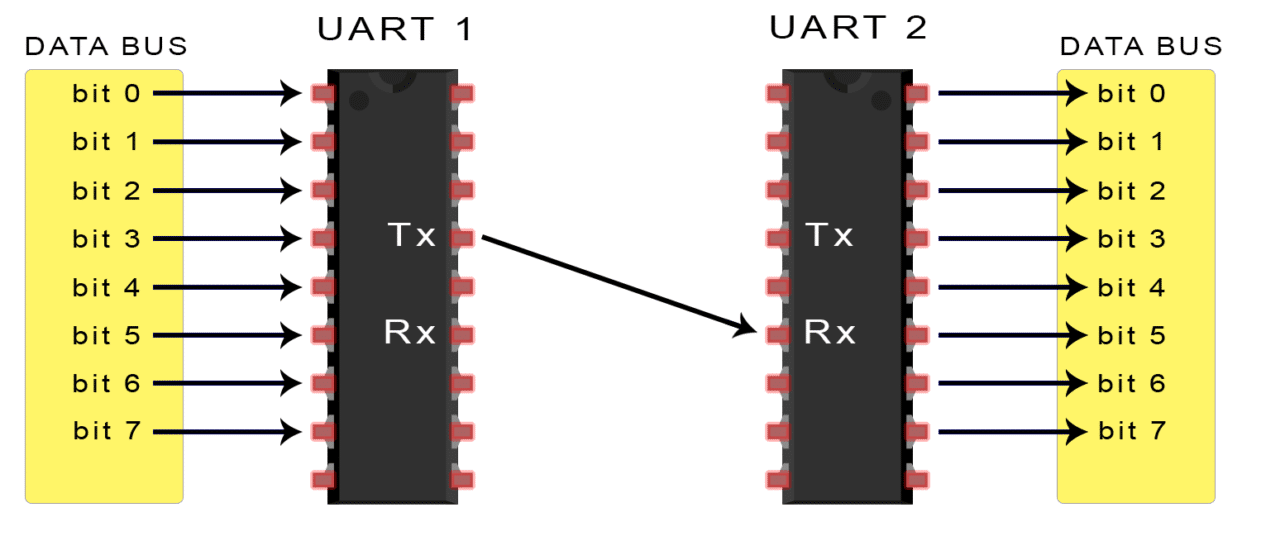 UART 1
UART 2
DATA BUS
DATA BUS
bit 0
bit 1
bit 2
bit 3
bit 4
bit 5
bit 6
bit 7
Tx
Rx
Tx
Rx
bit 0
bit 1
bit 2
bit 3
bit 4
bit 5
bit 6
bit 7